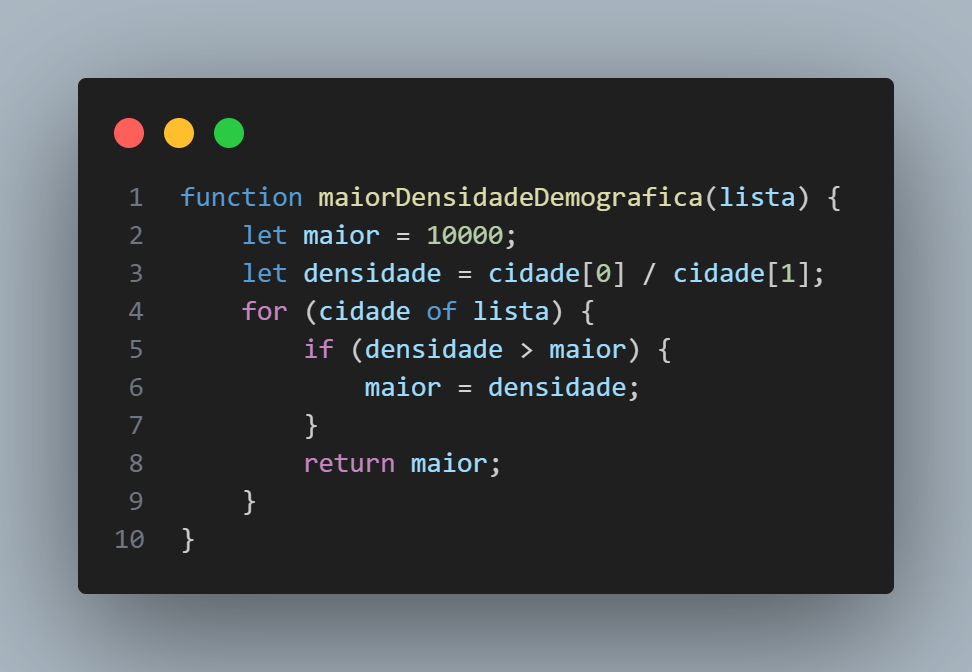 1 function maiorDensidadeDemografica(lista) {
2     let maior = 10000;
3     let densidade = cidade[0] / cidade[1];
4     for (cidade of lista) {
5         if (densidade > maior) {
6             maior = densidade;
7         }
8         return maior;
9     }
10 }